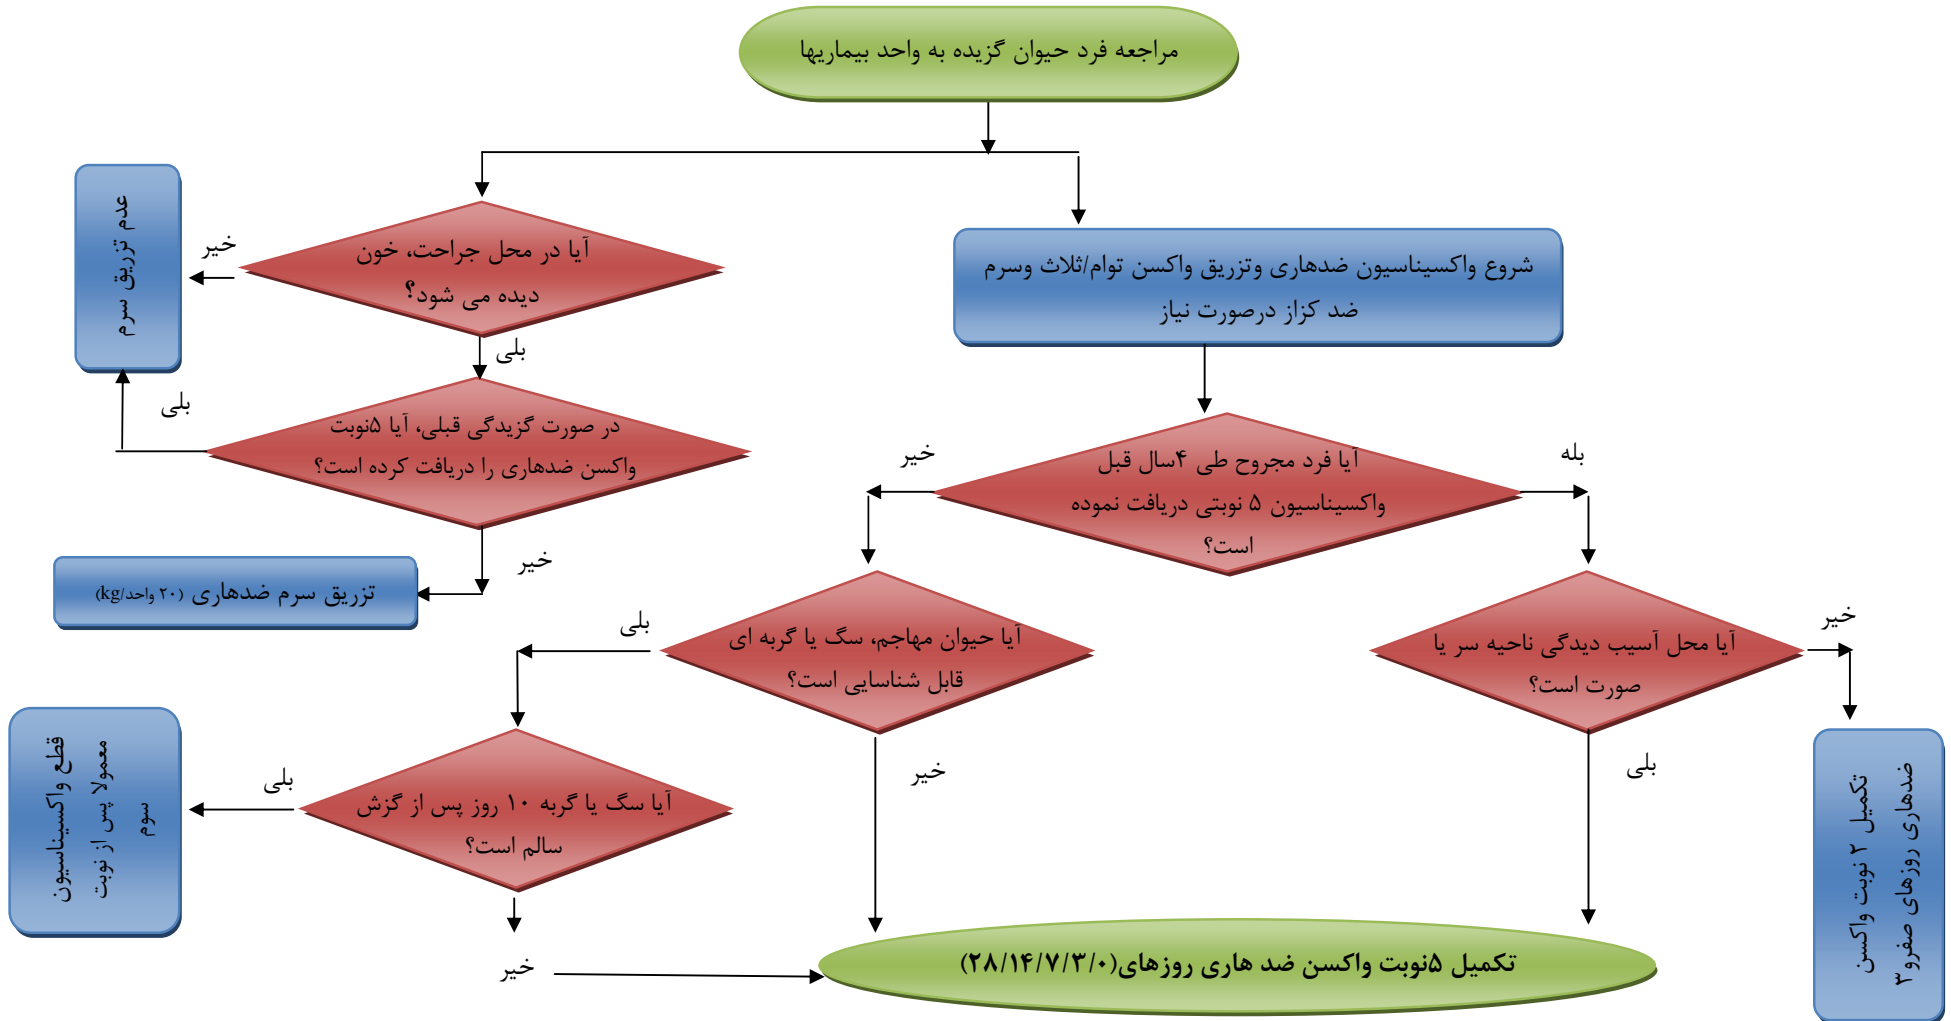 مراجعه فرد حیوان گزیده به واحد بیماریها
شروع واکسیناسیون ضدهاری وتزریق واکسن توام/ثلاث وسرم
ضد کزاز درصورت نیاز
آیا در محل جراحت، خون
دیده می شود؟
خیر
عدم تزریق سرم
بلی
در صورت گزیدگی قبلی، آیا ۵نوبت
واکسن ضدهاری را دریافت کرده است؟
بلی
خیر
تزریق سرم ضدهاری (۲۰ واحد/kg)
آیا فرد مجروح طی ۴سال قبل
واکسیناسیون ۵ نوبتی دریافت نموده
است؟
بله
خیر
آیا محل آسیب دیدگی ناحیه سر یا
صورت است؟
خیر
تکمیل ۲ نوبت واکسن
ضدهاری روزهای صفرو۳
بلی
آیا حیوان مهاجم، سگ یا گربه ای
قابل شناسایی است؟
بلی
خیر
آیا سگ یا گربه ۱۰ روز پس از گزش
سالم است؟
بلی
قطع واکسیناسیون
معمولا پس از نوبت
سوم
خیر
تکمیل ۵نوبت واکسن ضد هاری روزهای(۲۸/۱۴/۷/۳/۰)